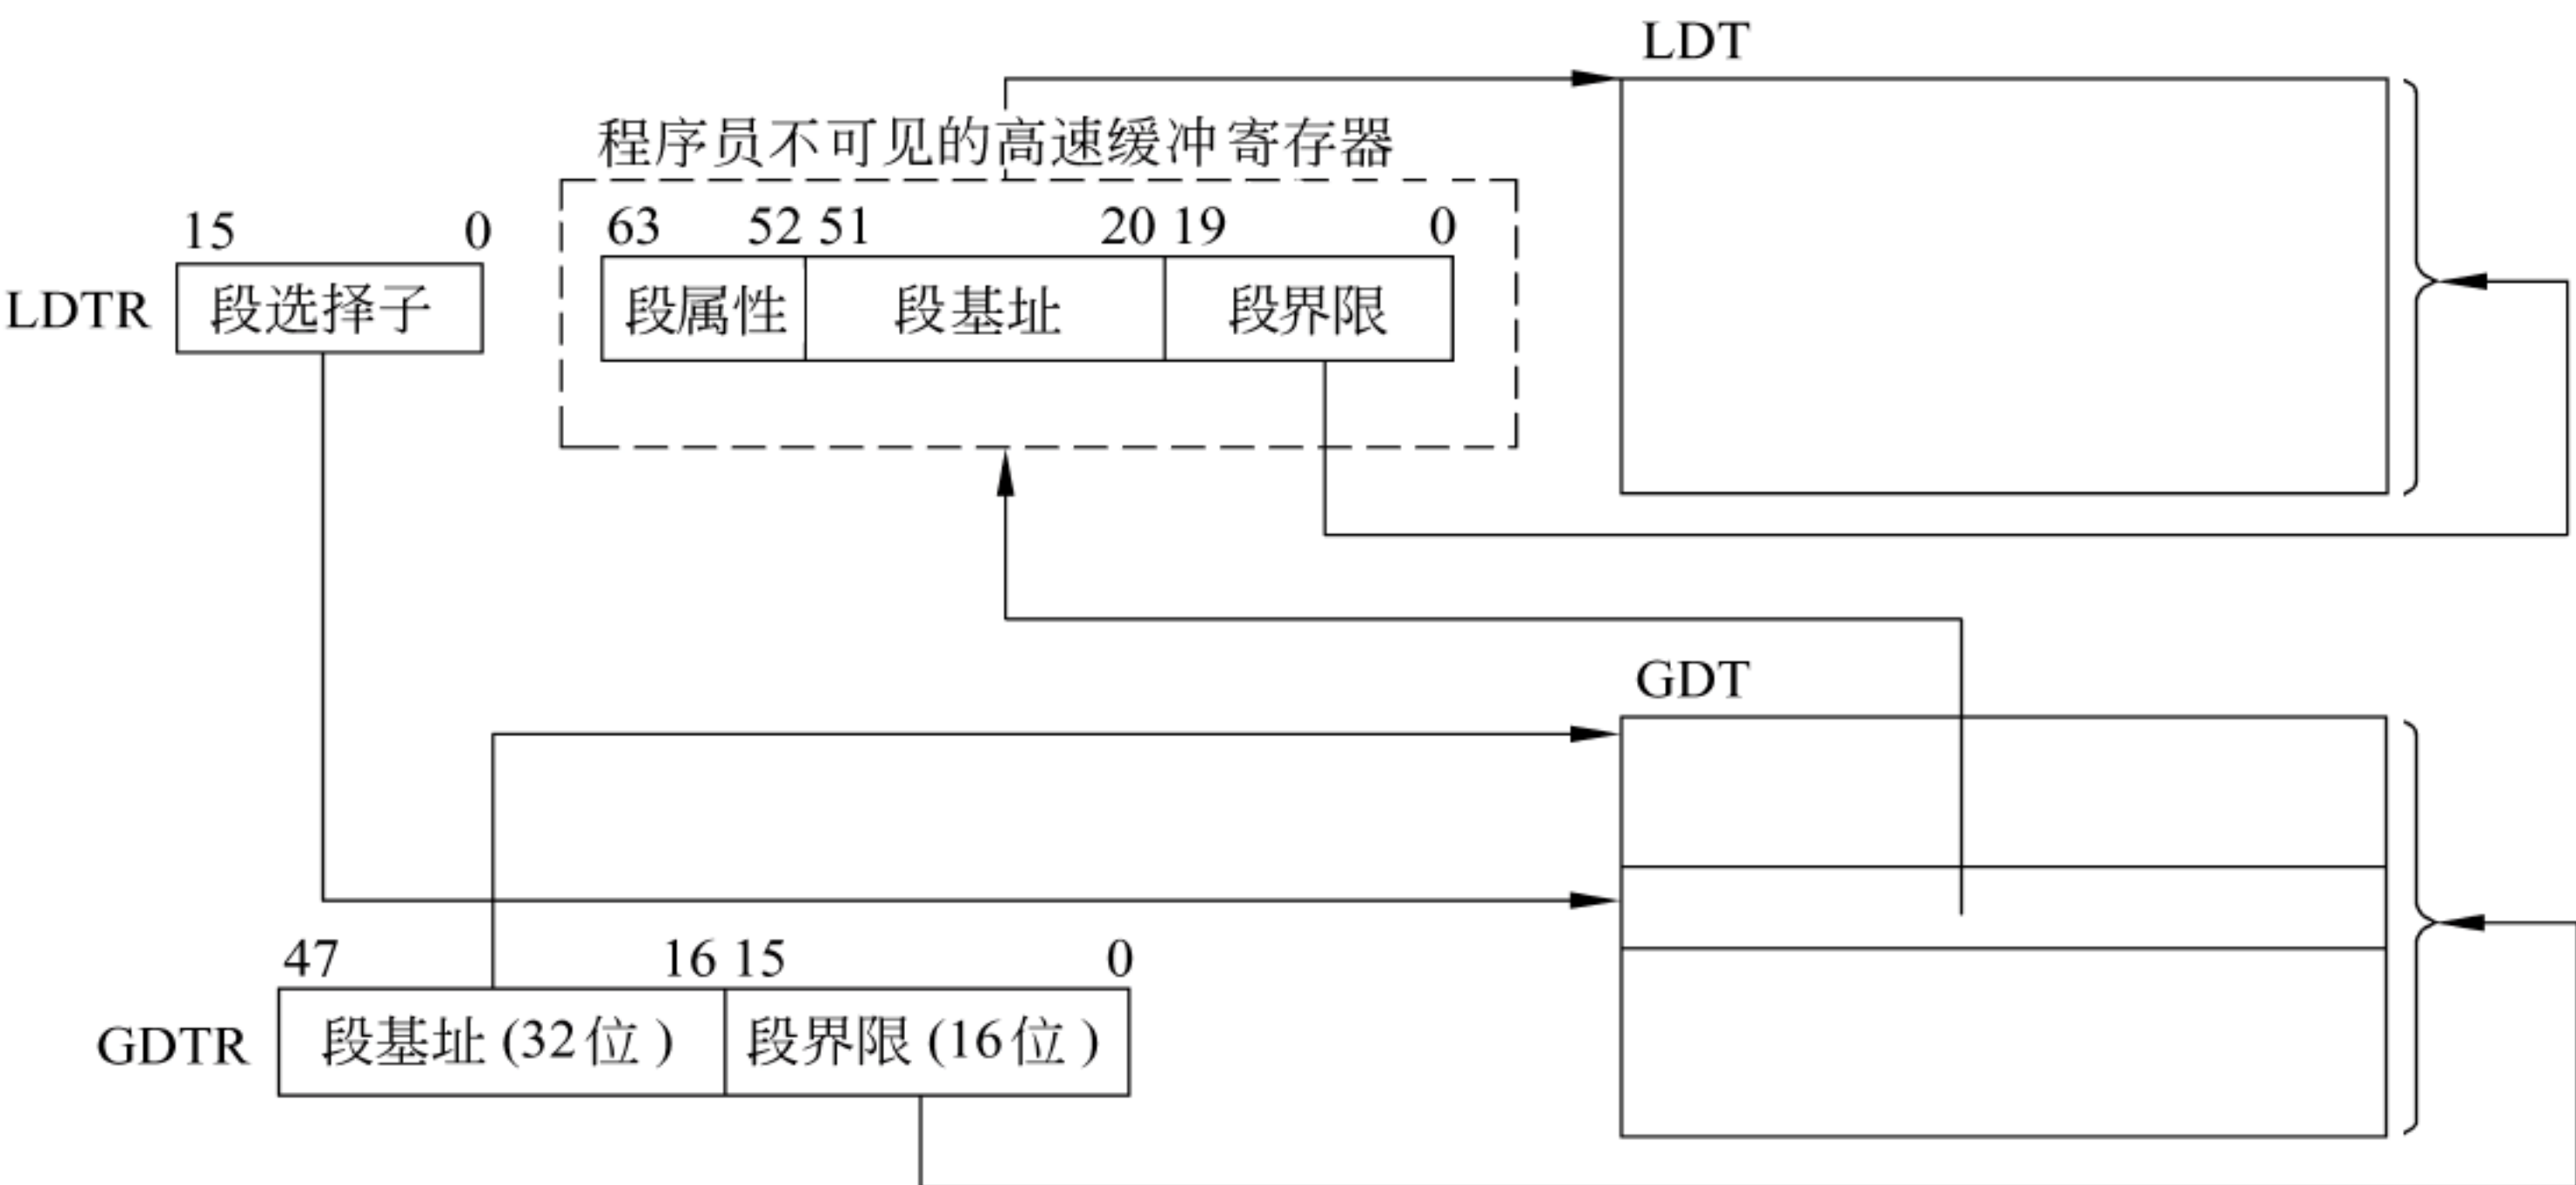 LDT
程序员不可见的高速缓冲寄存器
15 0
63 52 51 20 19 0
LDTR 段选择子
段属性 段基址 段界限
GDT
47 16 15 0
GDTR 段基址(32位) 段界限(16位)